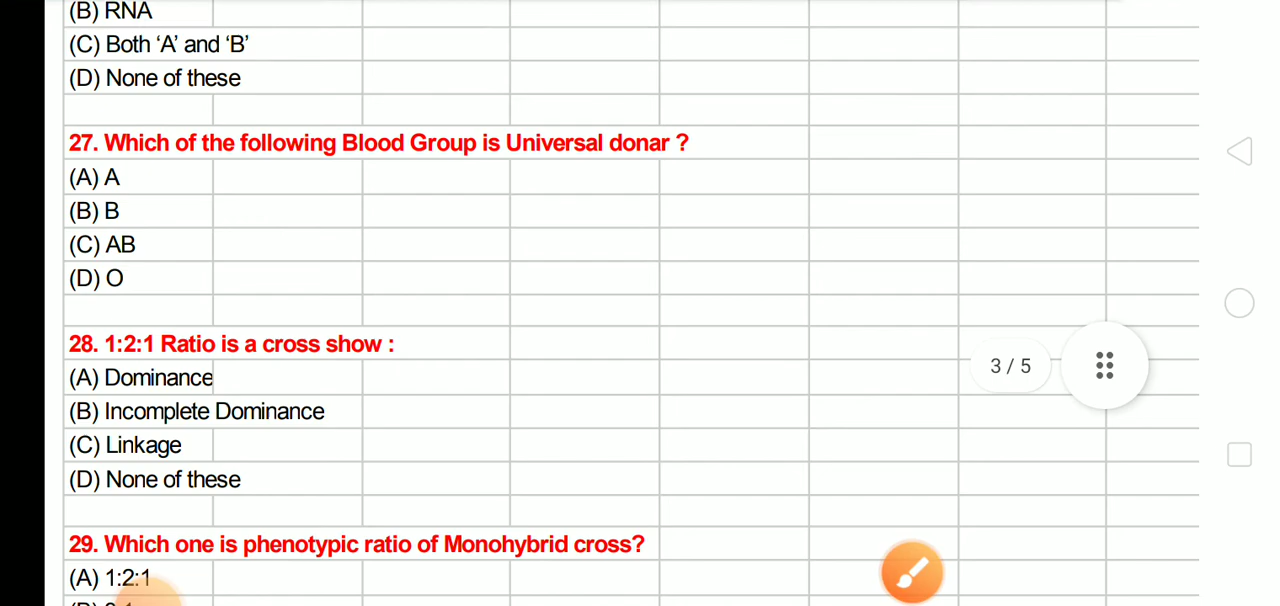 (B) RNA
(C) Both ‘A’ and ‘B’
(D) None of these
27. Which of the following Blood Group is Universal donar ?
(A) A
(B) B
(C) AB
(D) O
28. 1:2:1 Ratio is a cross show :
(A) Dominance
(B) Incomplete Dominance
(C) Linkage
(D) None of these
3 / 5
29. Which one is phenotypic ratio of Monohybrid cross?
(A) 1:2:1